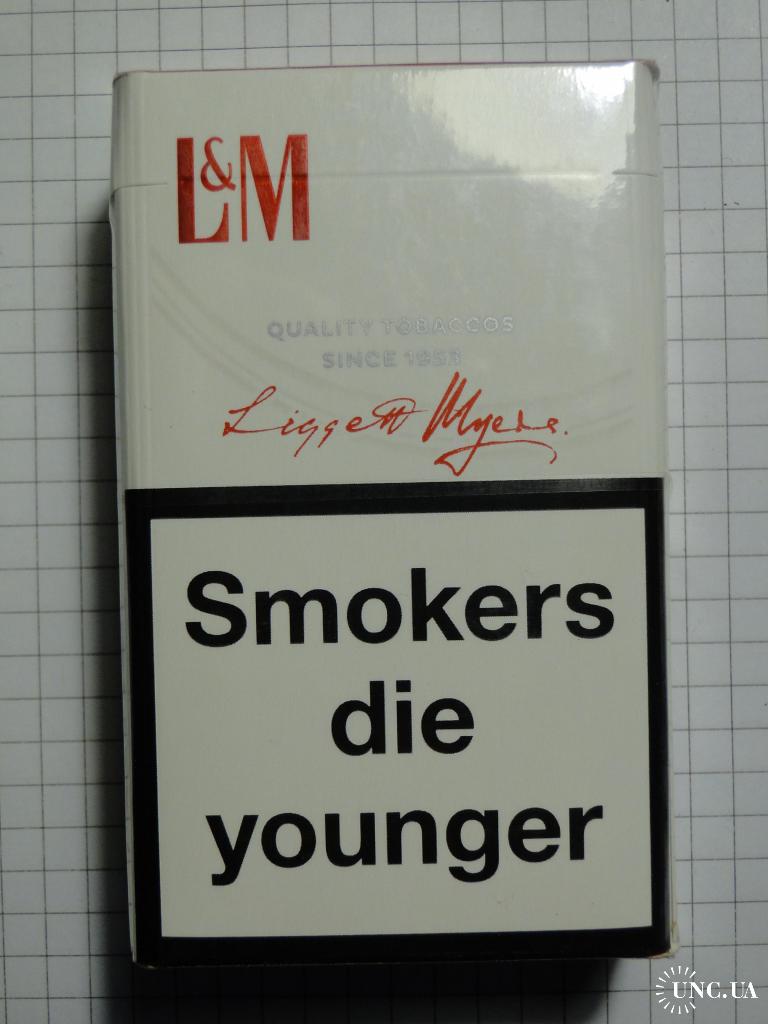 L&M
QUALITY TOBACCOS
SINCE 1953
Liggett Myers.
Smokers
die
younger
UNC.UA